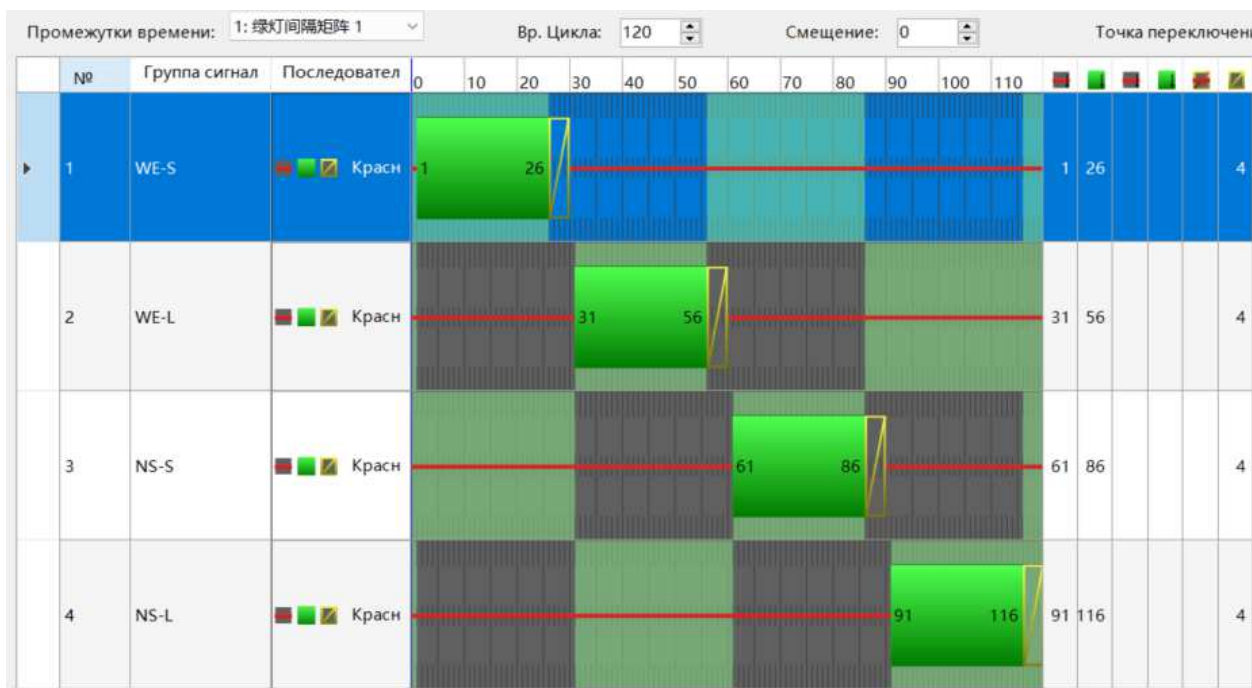 Промежутки времени: 1: 绿灯间隔矩阵 1 Вр. Цикла: 120 Смещение: 0 Точка переключени
№ Группа сигнал Последовател 0 10 20 30 40 50 60 70 80 90 100 110
1 WE-S Красн 1 26 1 26 4
2 WE-L Красн 31 56 31 56 4
3 NS-S Красн 61 86 61 86 4
4 NS-L Красн 91 116 91 116 4